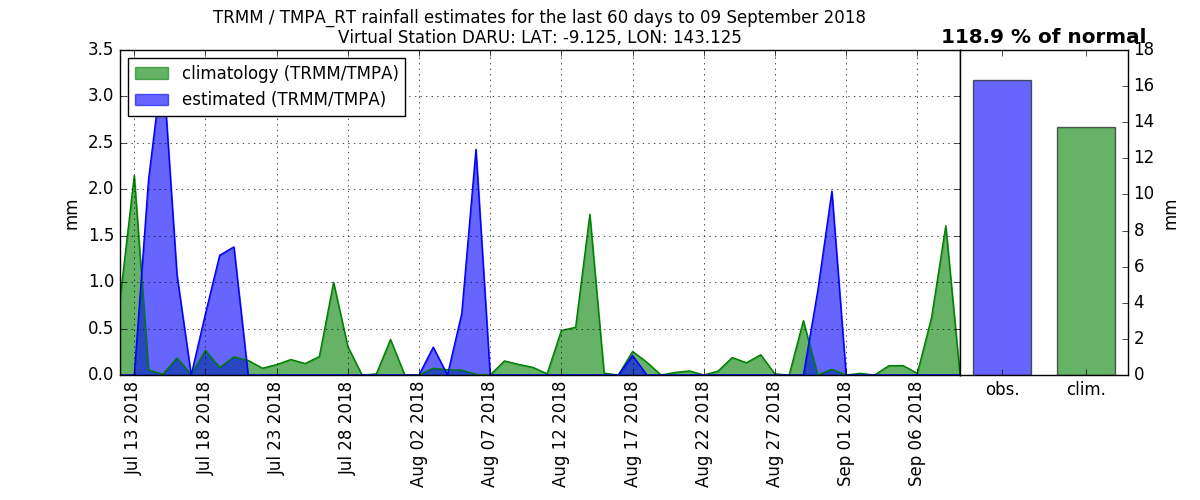 TRMM / TMPA_RT rainfall estimates for the last 60 days to 09 September 2018
Virtual Station DARU: LAT: -9.125, LON: 143.125
118.9 % of normal
climatology (TRMM/TMPA)
estimated (TRMM/TMPA)
3.5
3.0
2.5
2.0
1.5
1.0
0.5
0.0
mm
Jul 13 2018
Jul 18 2018
Jul 23 2018
Jul 28 2018
Aug 02 2018
Aug 07 2018
Aug 12 2018
Aug 17 2018
Aug 22 2018
Aug 27 2018
Sep 01 2018
Sep 06 2018
obs.
clim.
18
16
14
12
10
8
6
4
2
0
mm